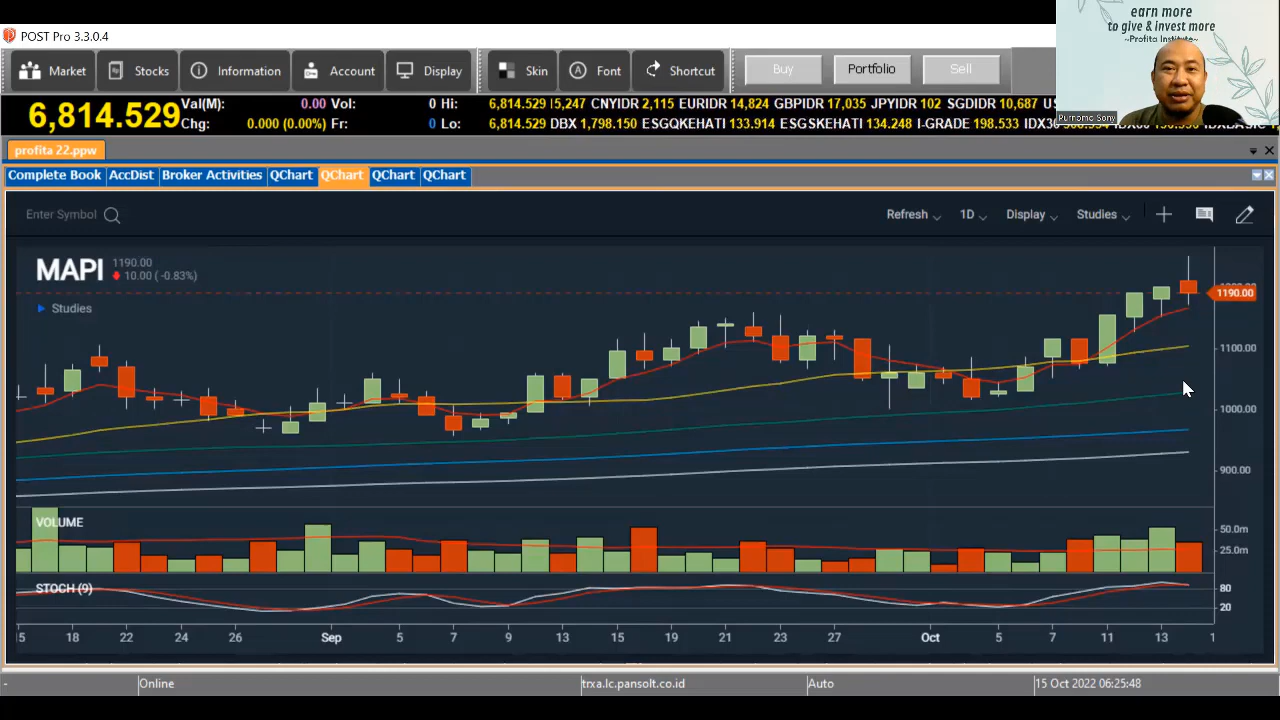 earn more
to give & invest more
~Profita Institute~
Purnomo Sony
POST Pro 3.3.0.4
Market Stocks Information Account Display Skin Font Shortcut Buy Portfolio Sell
6,814.529
Val(M): 0.00 Vol: 0 Hi: 6,814.529 15,247 CNYIDR 2,115 EURIDR 14,824 GBPIDR 17,035 JPYIDR 102 SGDIDR 10,687
Chg: 0.000 (0.00%) Fr: 0 Lo: 6,814.529 DBX 1,798.150 ESGQKEHATI 133.914 ESGSKEHATI 134.248 I-GRADE 198.533
profita 22.ppw
Complete Book AccDist Broker Activities QChart QChart QChart QChart
Enter Symbol Refresh 1D Display Studies
MAPI 1190.00
10.00 ( -0.83%)
Studies
1190.00
1100.00
1000.00
900.00
VOLUME
50.0m
25.0m
STOCH (9)
80
20
18 22 24 26 Sep 5 7 9 13 15 19 21 23 27 Oct 5 7 11 13 1
- Online trxa.lc.pansolt.co.id Auto 15 Oct 2022 06:25:48